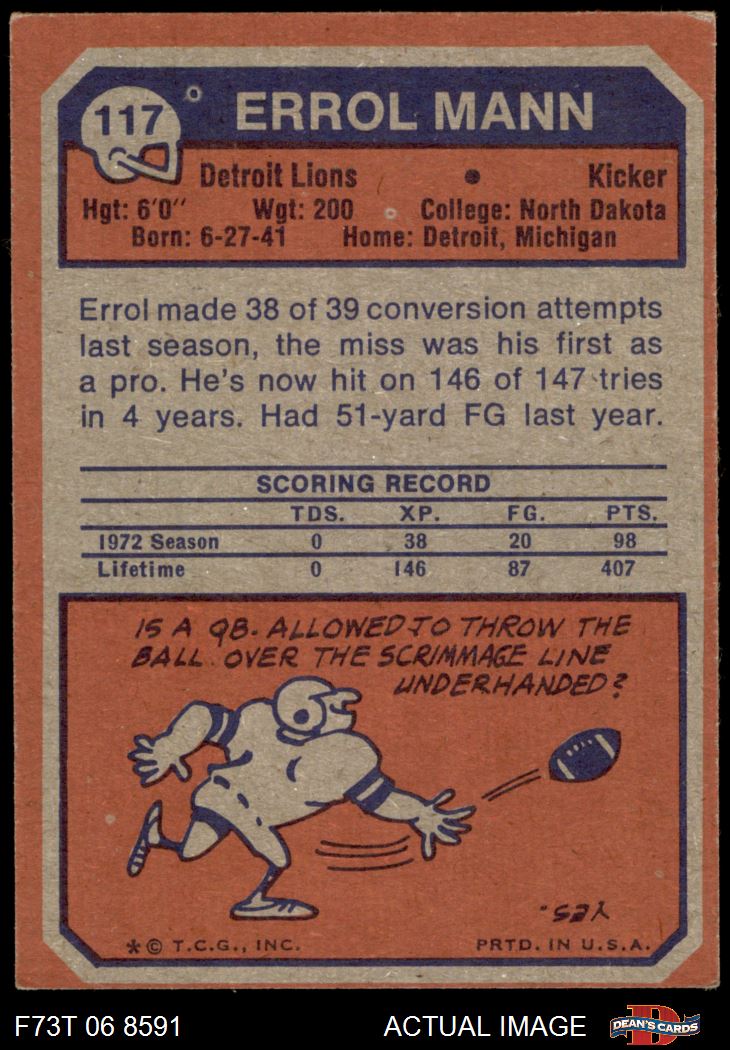 117
ERROL MANN
Detroit Lions • Kicker
Hgt: 6'0" Wgt: 200 College: North Dakota
Born: 6-27-41 Home: Detroit, Michigan
Errol made 38 of 39 conversion attempts
last season, the miss was his first as
a pro. He's now hit on 146 of 147 tries
in 4 years. Had 51-yard FG last year.
SCORING RECORD
TDS. XP. FG. PTS.
1972 Season 0 38 20 98
Lifetime 0 146 87 407
IS A QB. ALLOWED TO THROW THE
BALL OVER THE SCRIMMAGE LINE
UNDERHANDED?
YES.
* © T.C.G., INC. PRTD. IN U.S.A.
F73T 06 8591 ACTUAL IMAGE
D
DEAN'S CARDS